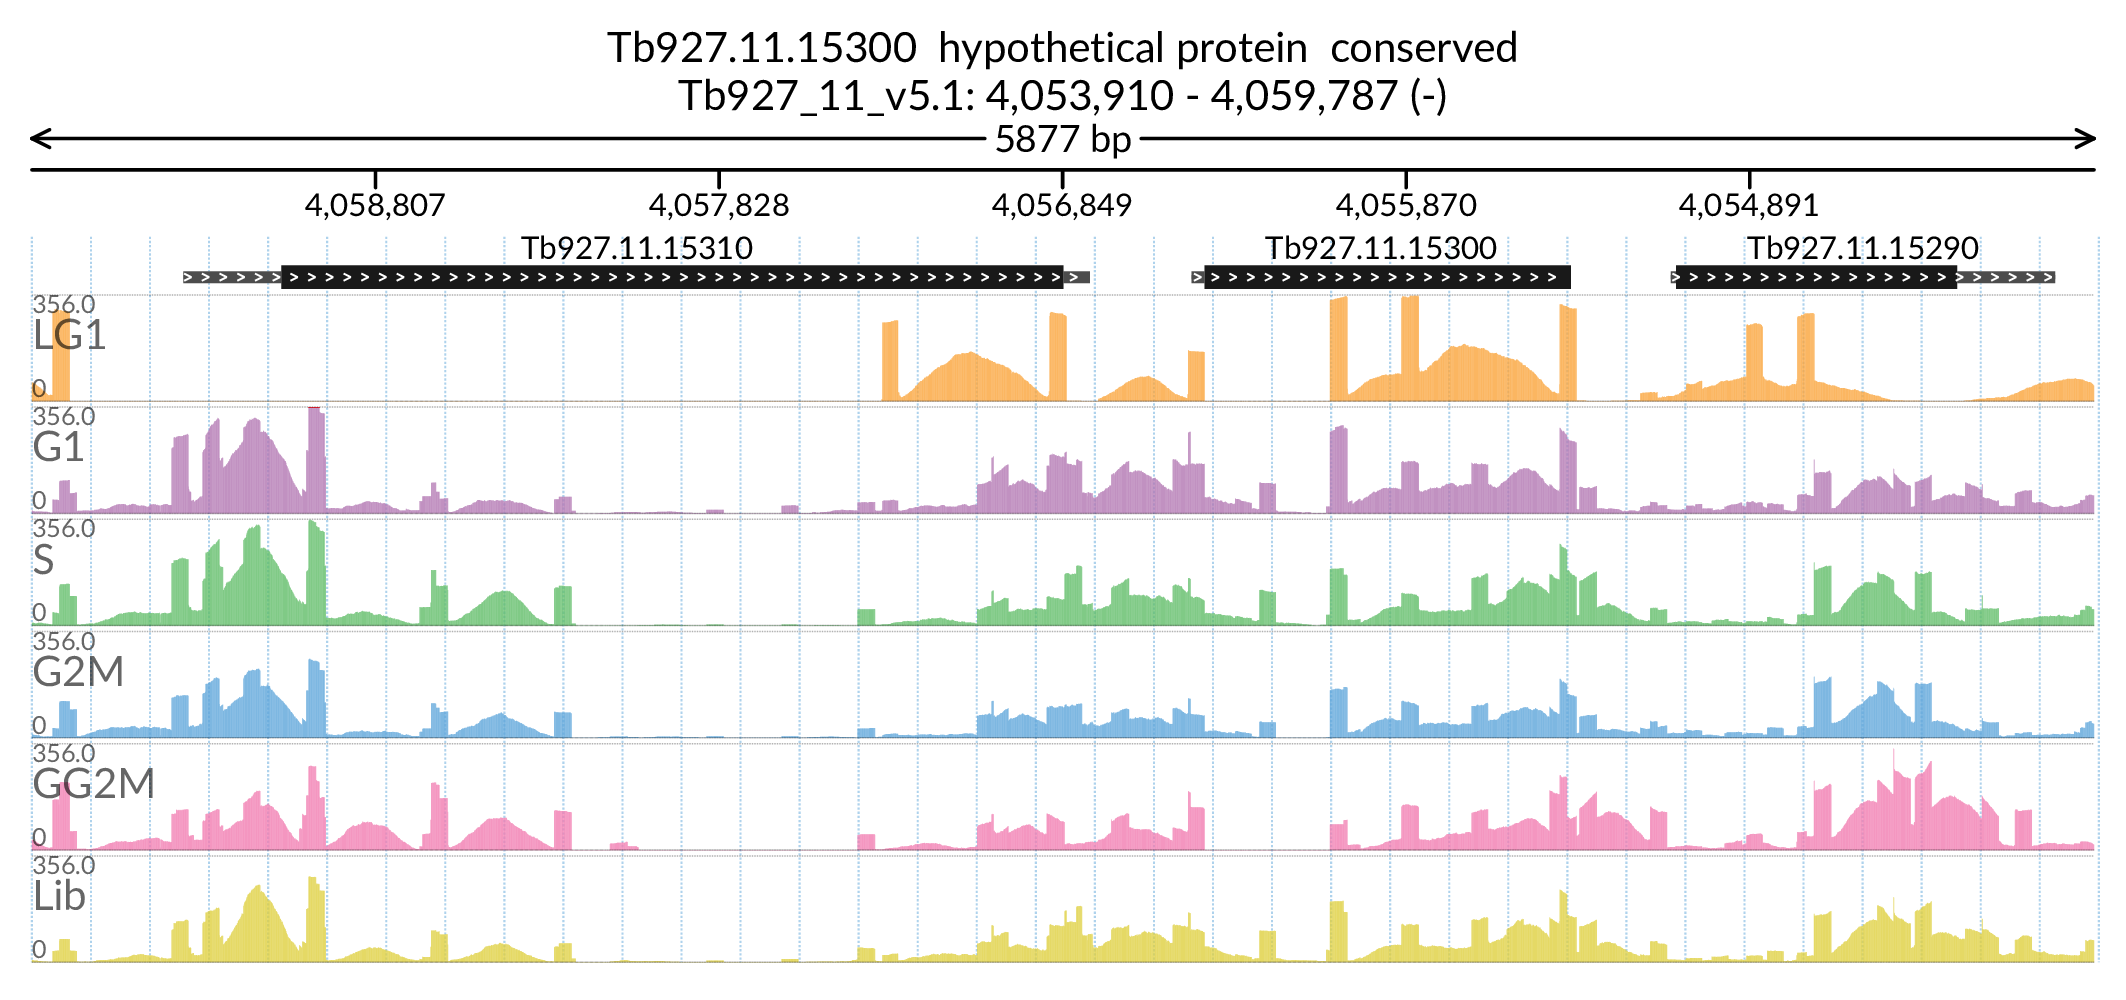 Tb927.11.15300 hypothetical protein conserved
Tb927_11_v5.1: 4,053,910 - 4,059,787 (-)
5877 bp
4,058,807 4,057,828 4,056,849 4,055,870 4,054,891
Tb927.11.15310 Tb927.11.15300 Tb927.11.15290
356.0
LG1
0
356.0
G1
0
356.0
S
0
356.0
G2M
0
356.0
GG2M
0
356.0
Lib
0